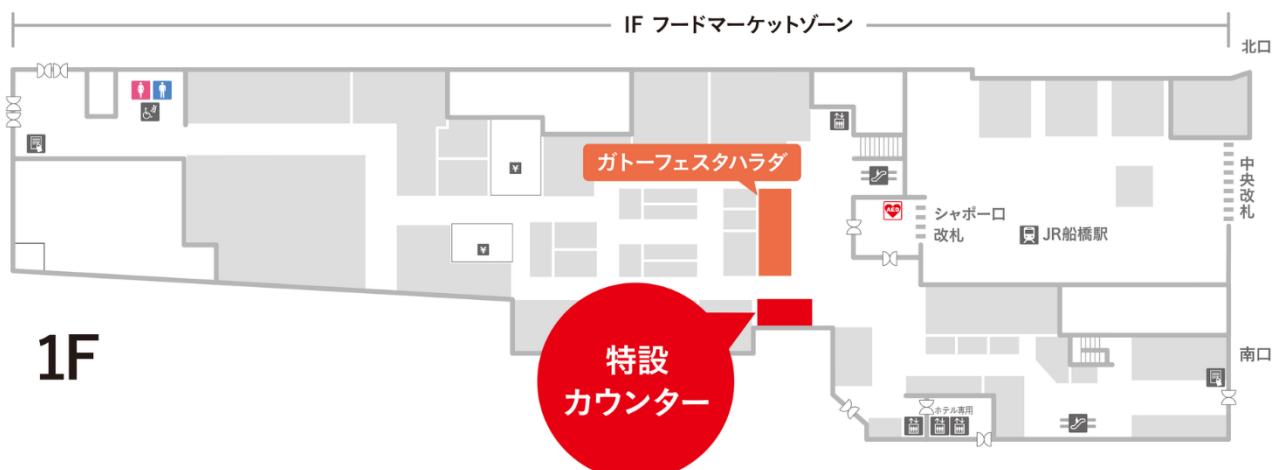 IF フードマーケットゾーン
北口
ガトーフェスタハラダ
¥
AED
シャポー口
改札
JR船橋駅
中央改札
¥
1F
特設
カウンター
南口
ホテル専用